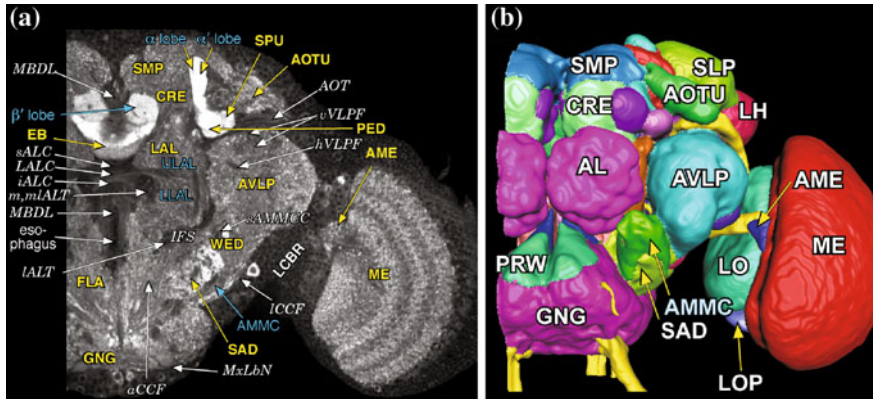 (a)
α lobe α′ lobe
SPU
MBDL
SMP
AOTU
CRE
AOT
β′ lobe
vVLPF
PED
EB
LAL
hVLPF
sALC
ULAL
AME
LALC
AVLP
iALC
LLAL
m,mlALT
MBDL
sAMMCC
eso-
phagus
lFS
WED
LCBR
lALT
ME
FLA
lCCF
AMMC
SAD
GNG
MxLbN
aCCF
(b)
SMP
SLP
AOTU
CRE
LH
AL
AVLP
AME
PRW
LO
ME
AMMC
GNG
SAD
LOP